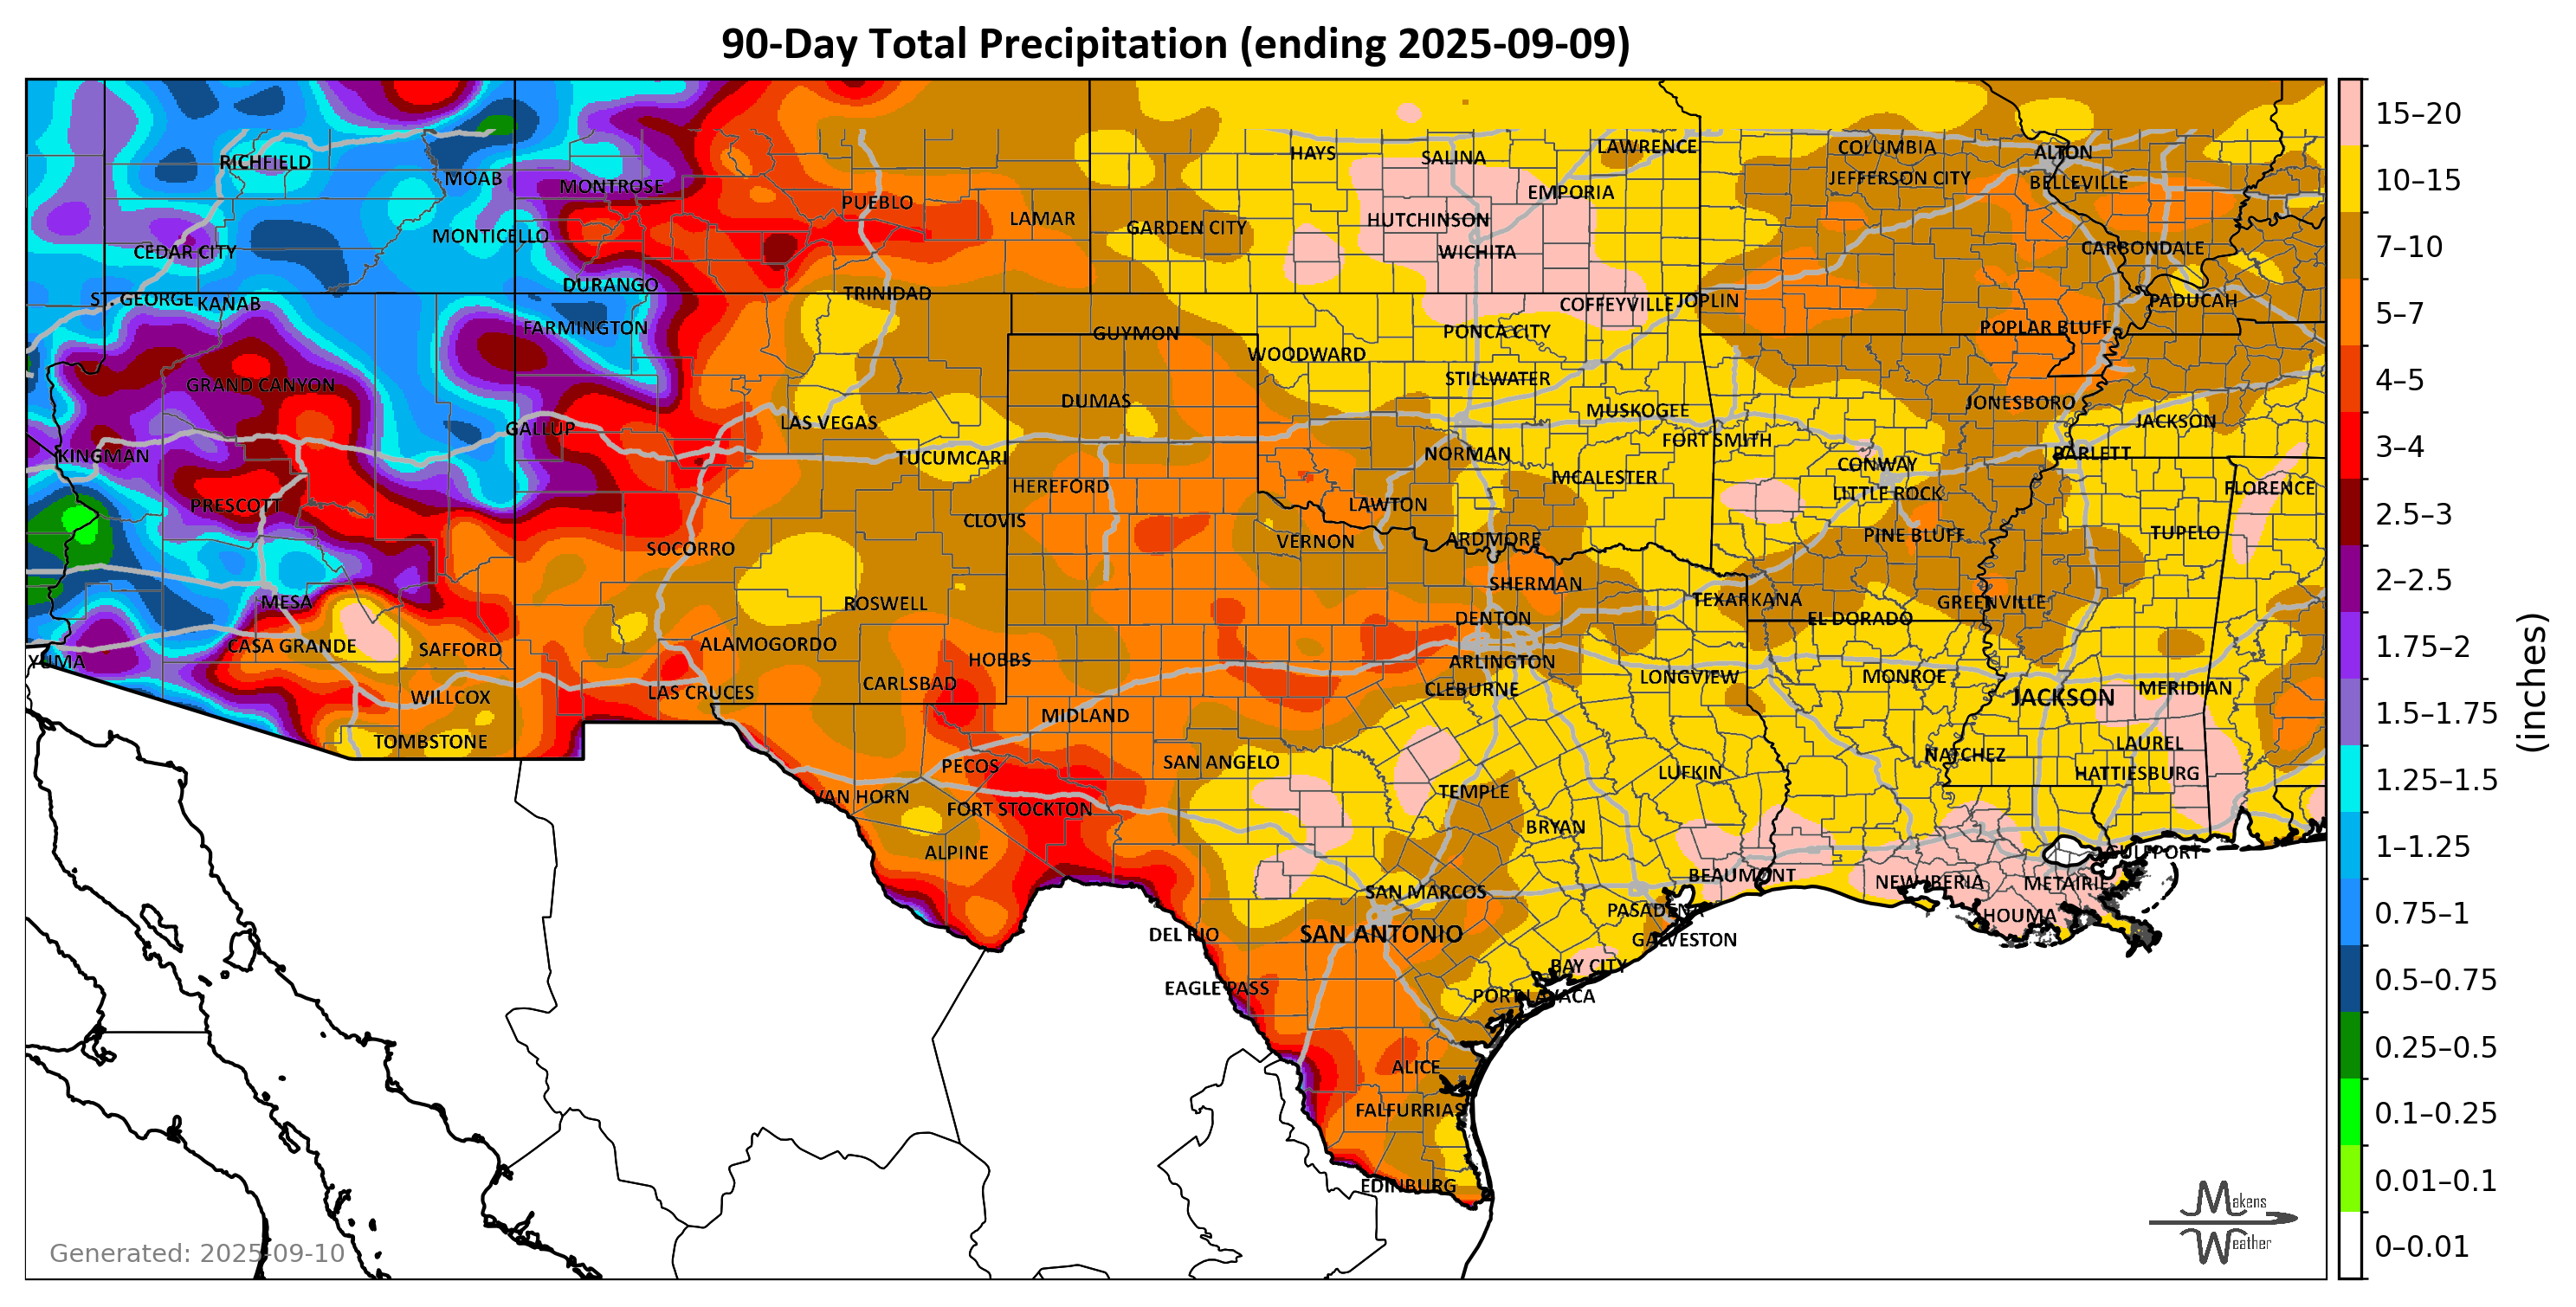 90-Day Total Precipitation (ending 2025-09-09)
HAYS
SALINA
LAWRENCE
COLUMBIA
ALTON
RICHFIELD
MOAB
MONTROSE
EMPORIA
JEFFERSON CITY
BELLEVILLE
PUEBLO
LAMAR
GARDEN CITY
HUTCHINSON
MONTICELLO
CEDAR CITY
WICHITA
CARBONDALE
DURANGO
TRINIDAD
ST. GEORGE
KANAB
COFFEYVILLE
JOPLIN
PADUCAH
FARMINGTON
GUYMON
PONCA CITY
POPLAR BLUFF
WOODWARD
GRAND CANYON
STILLWATER
DUMAS
MUSKOGEE
JONESBORO
GALLUP
LAS VEGAS
FORT SMITH
JACKSON
KINGMAN
TUCUMCARI
NORMAN
CONWAY
BARLETT
PRESCOTT
HEREFORD
LAWTON
MCALESTER
LITTLE ROCK
FLORENCE
CLOVIS
SOCORRO
VERNON
ARDMORE
PINE BLUFF
TUPELO
MESA
ROSWELL
SHERMAN
TEXARKANA
GREENVILLE
CASA GRANDE
SAFFORD
ALAMOGORDO
DENTON
EL DORADO
YUMA
HOBBS
ARLINGTON
WILLCOX
LAS CRUCES
CARLSBAD
CLEBURNE
LONGVIEW
MONROE
JACKSON
MERIDIAN
TOMBSTONE
MIDLAND
PECOS
SAN ANGELO
LUFKIN
NATCHEZ
LAUREL
HATTIESBURG
VAN HORN
FORT STOCKTON
TEMPLE
BRYAN
ALPINE
GULFPORT
SAN MARCOS
BEAUMONT
NEW IBERIA
METAIRIE
DEL RIO
SAN ANTONIO
PASADENA
GALVESTON
HOUMA
EAGLE PASS
BAY CITY
PORT LAVACA
ALICE
FALFURRIAS
EDINBURG
15–20
10–15
7–10
5–7
4–5
3–4
2.5–3
2–2.5
1.75–2
1.5–1.75
1.25–1.5
1–1.25
0.75–1
0.5–0.75
0.25–0.5
0.1–0.25
0.01–0.1
0–0.01
(inches)
Generated: 2025-09-10
Makens
Weather